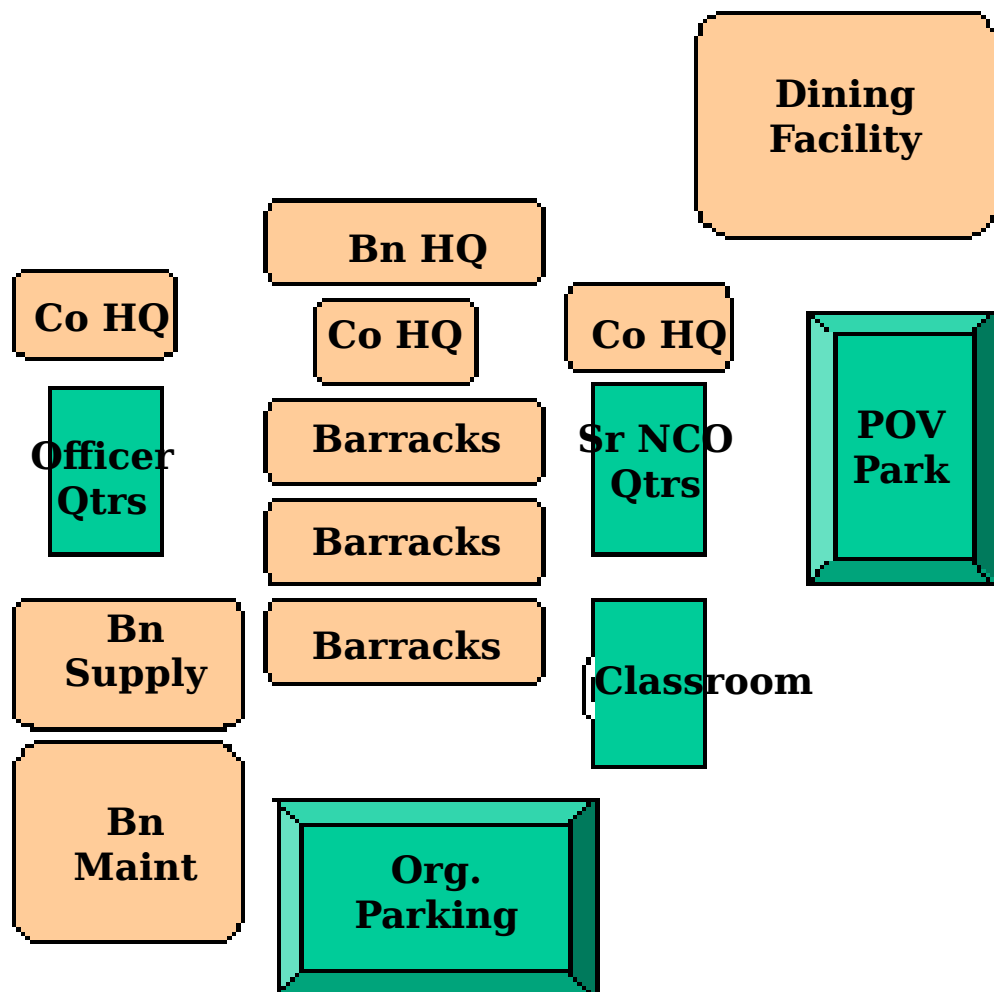 Dining
Facility
Bn HQ
Co HQ
Co HQ
Co HQ
Barracks
Sr NCO
Qtrs
POV
Park
Officer
Qtrs
Barracks
Bn
Supply
Barracks
Classroom
Bn
Maint
Org.
Parking